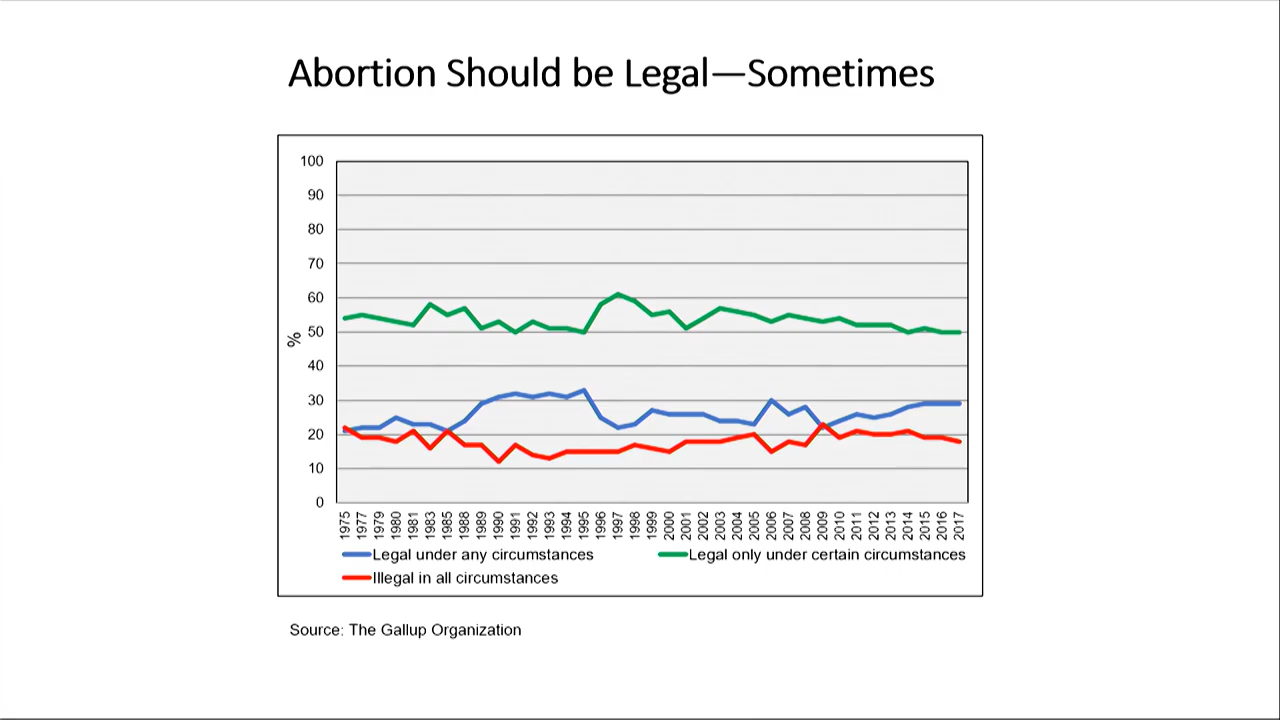 Abortion Should be Legal—Sometimes
100
90
80
70
60
50
40
30
20
10
0
%
1975 1977 1979 1980 1981 1983 1985 1988 1989 1990 1991 1992 1993 1994 1995 1996 1997 1998 1999 2000 2001 2002 2003 2004 2005 2006 2007 2008 2009 2010 2011 2012 2013 2014 2015 2016 2017
Legal under any circumstances Legal only under certain circumstances
Illegal in all circumstances
Source: The Gallup Organization